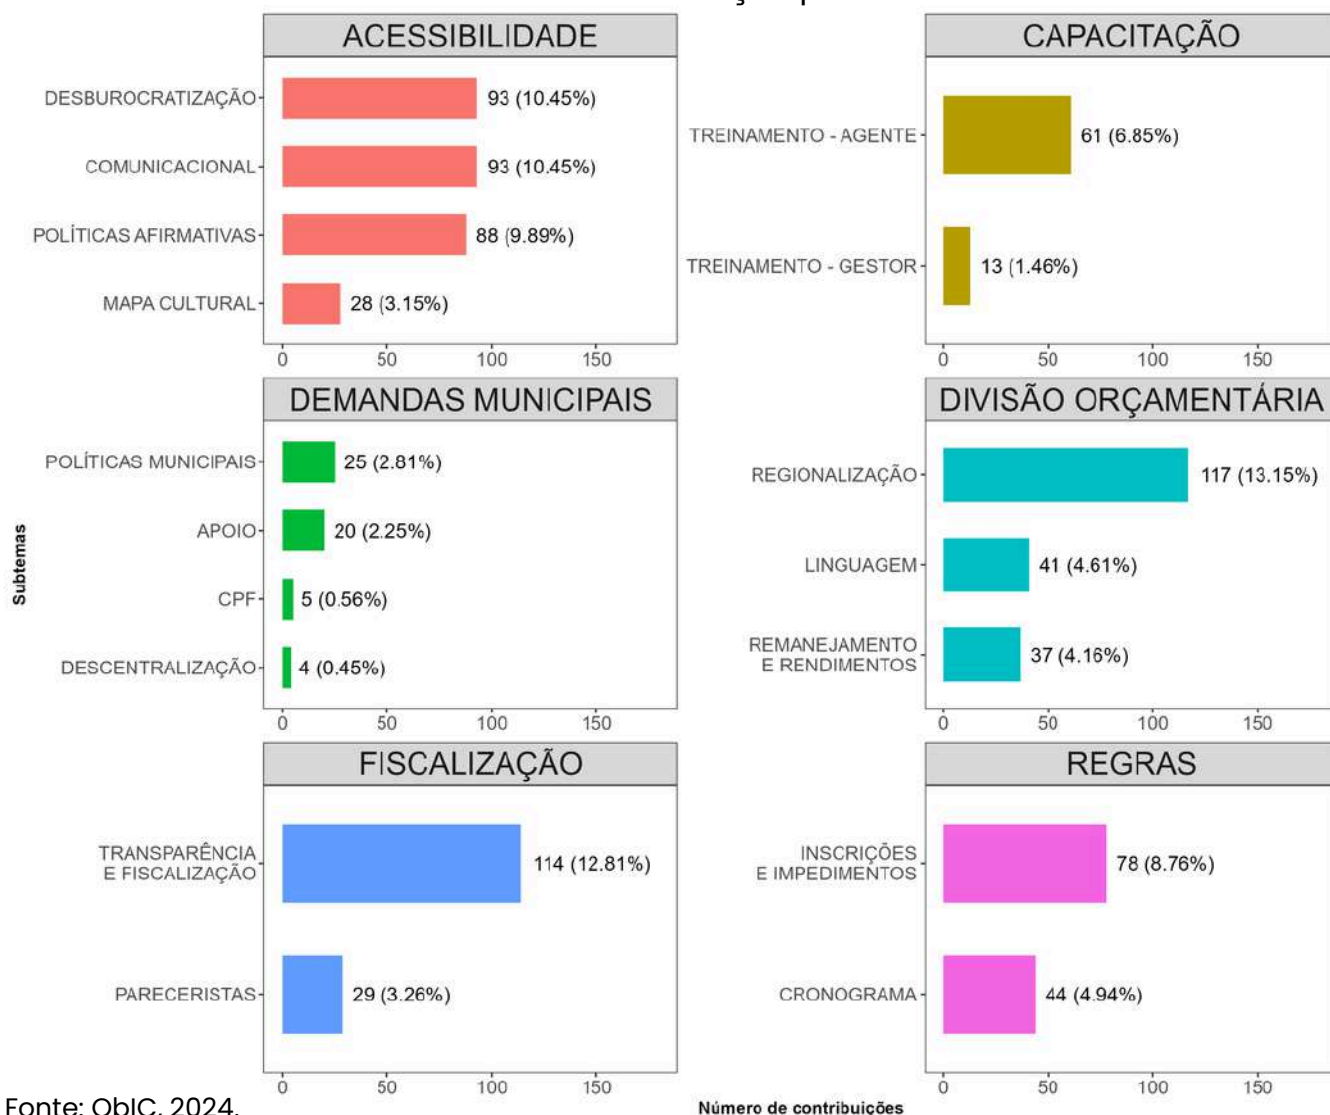 ACESSIBILIDADE
DESBUROCRATIZAÇÃO
93 (10.45%)
COMUNICACIONAL
93 (10.45%)
POLÍTICAS AFIRMATIVAS
88 (9.89%)
MAPA CULTURAL
28 (3.15%)
0 50 100 150
CAPACITAÇÃO
TREINAMENTO - AGENTE
61 (6.85%)
TREINAMENTO - GESTOR
13 (1.46%)
0 50 100 150
Subtemas
DEMANDAS MUNICIPAIS
POLÍTICAS MUNICIPAIS
25 (2.81%)
APOIO
20 (2.25%)
CPF
5 (0.56%)
DESCENTRALIZAÇÃO
4 (0.45%)
0 50 100 150
DIVISÃO ORÇAMENTÁRIA
REGIONALIZAÇÃO
117 (13.15%)
LINGUAGEM
41 (4.61%)
REMANEJAMENTO
E RENDIMENTOS
37 (4.16%)
0 50 100 150
FISCALIZAÇÃO
TRANSPARÊNCIA
E FISCALIZAÇÃO
114 (12.81%)
PARECERISTAS
29 (3.26%)
0 50 100 150
REGRAS
INSCRIÇÕES
E IMPEDIMENTOS
78 (8.76%)
CRONOGRAMA
44 (4.94%)
0 50 100 150
Número de contribuições
Fonte: ObIC, 2024.